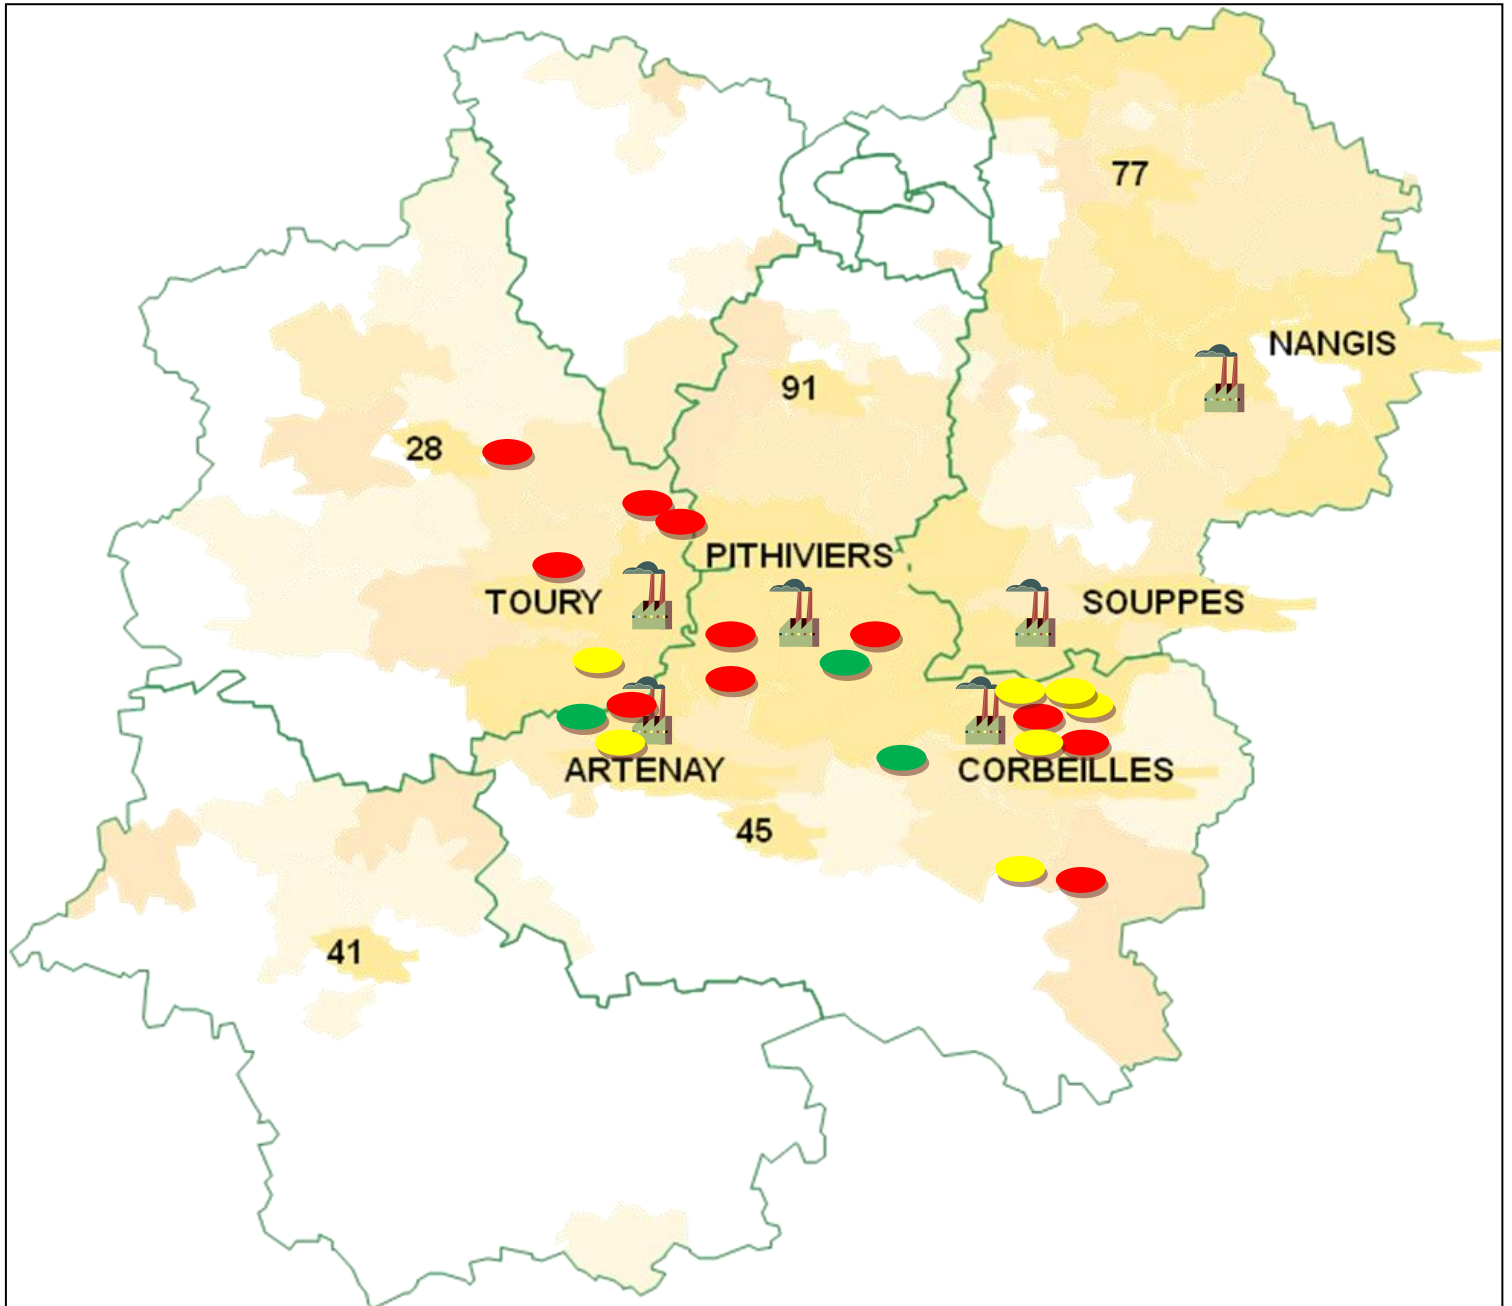 77
NANGIS
91
28
PITHIVIERS
TOURY
SOUPPES
ARTENAY
CORBEILLES
45
41